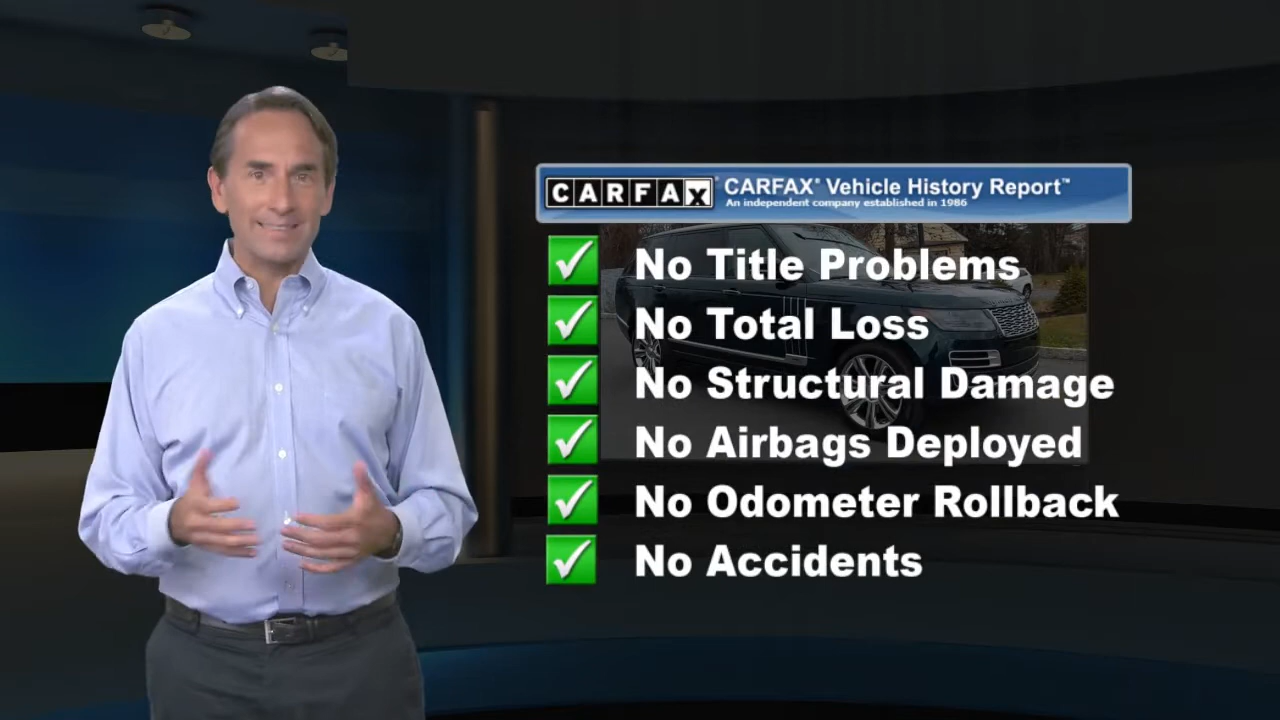 CARFAX® CARFAX® Vehicle History Report™
An independent company established in 1986
No Title Problems
No Total Loss
No Structural Damage
No Airbags Deployed
No Odometer Rollback
No Accidents